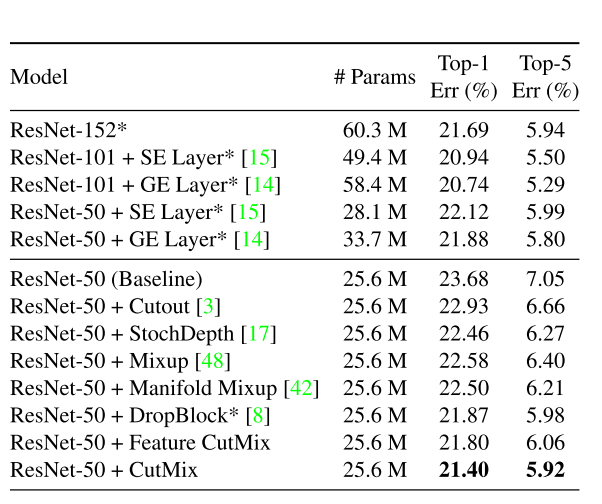 Model # Params Top-1 Err (%) Top-5 Err (%)
ResNet-152* 60.3 M 21.69 5.94
ResNet-101 + SE Layer* [15] 49.4 M 20.94 5.50
ResNet-101 + GE Layer* [14] 58.4 M 20.74 5.29
ResNet-50 + SE Layer* [15] 28.1 M 22.12 5.99
ResNet-50 + GE Layer* [14] 33.7 M 21.88 5.80
ResNet-50 (Baseline) 25.6 M 23.68 7.05
ResNet-50 + Cutout [3] 25.6 M 22.93 6.66
ResNet-50 + StochDepth [17] 25.6 M 22.46 6.27
ResNet-50 + Mixup [48] 25.6 M 22.58 6.40
ResNet-50 + Manifold Mixup [42] 25.6 M 22.50 6.21
ResNet-50 + DropBlock* [8] 25.6 M 21.87 5.98
ResNet-50 + Feature CutMix 25.6 M 21.80 6.06
ResNet-50 + CutMix 25.6 M 21.40 5.92